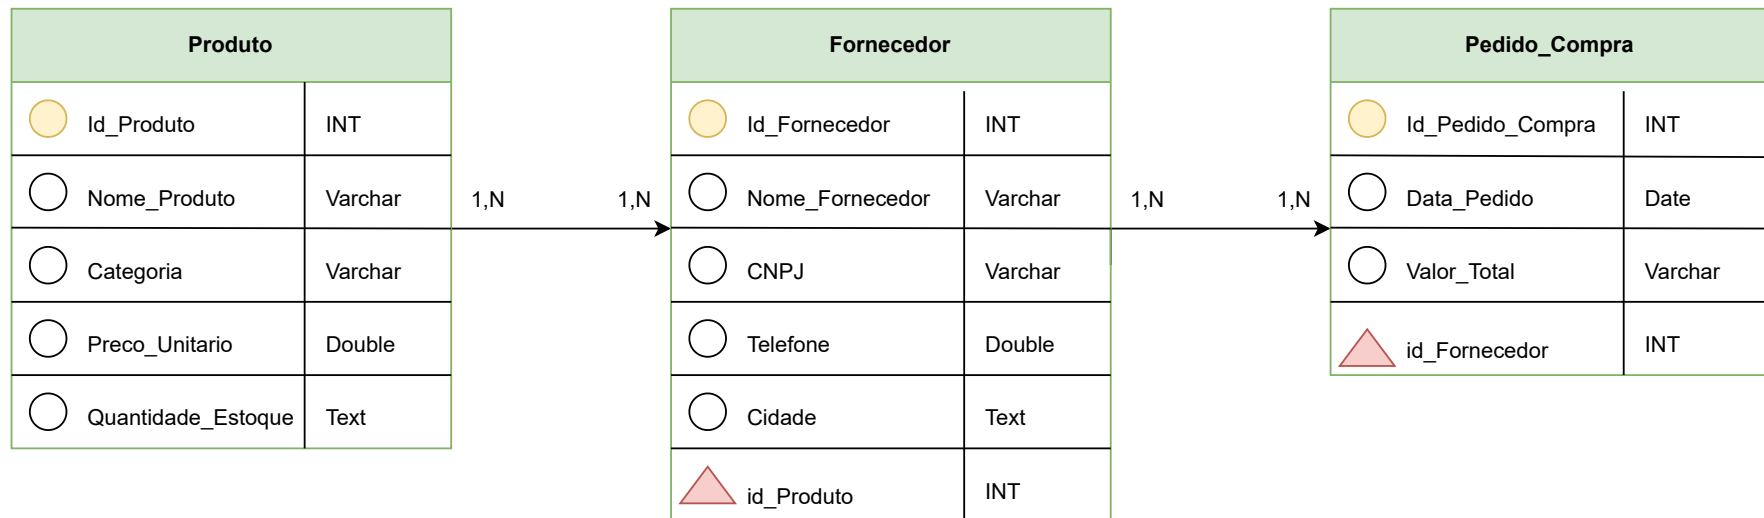 Produto
Id_Produto INT
Nome_Produto Varchar
Categoria Varchar
Preco_Unitario Double
Quantidade_Estoque Text
1,N 1,N
Fornecedor
Id_Fornecedor INT
Nome_Fornecedor Varchar
CNPJ Varchar
Telefone Double
Cidade Text
id_Produto INT
1,N 1,N
Pedido_Compra
Id_Pedido_Compra INT
Data_Pedido Date
Valor_Total Varchar
id_Fornecedor INT